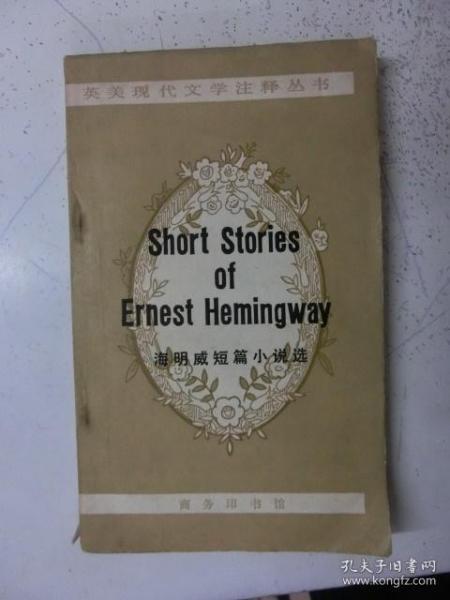 英美现代文学注释丛书
Short Stories
of
Ernest Hemingway
海明威短篇小说选
商务印书馆
孔夫子旧书网
www.kongfz.com